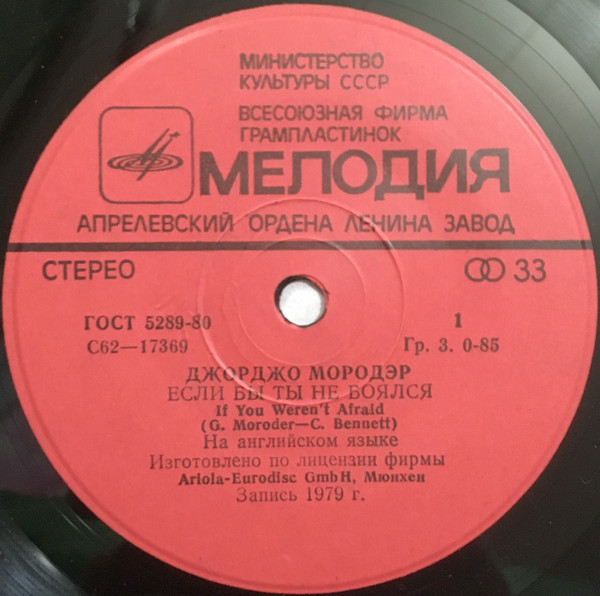 МИНИСТЕРСТВО
КУЛЬТУРЫ СССР
ВСЕСОЮЗНАЯ ФИРМА
ГРАМПЛАСТИНОК
МЕЛОДИЯ
АПРЕЛЕВСКИЙ ОРДЕНА ЛЕНИНА ЗАВОД
СТЕРЕО 33
ГОСТ 5289-80 1
С62—17369 Гр. 3. 0-85
ДЖОРДЖО МОРОДЭР
ЕСЛИ БЫ ТЫ НЕ БОЯЛСЯ
If You Weren't Afraid
(G. Moroder—C. Bennett)
На английском языке
Изготовлено по лицензии фирмы
Ariola-Eurodisc GmbH, Мюнхен
Запись 1979 г.